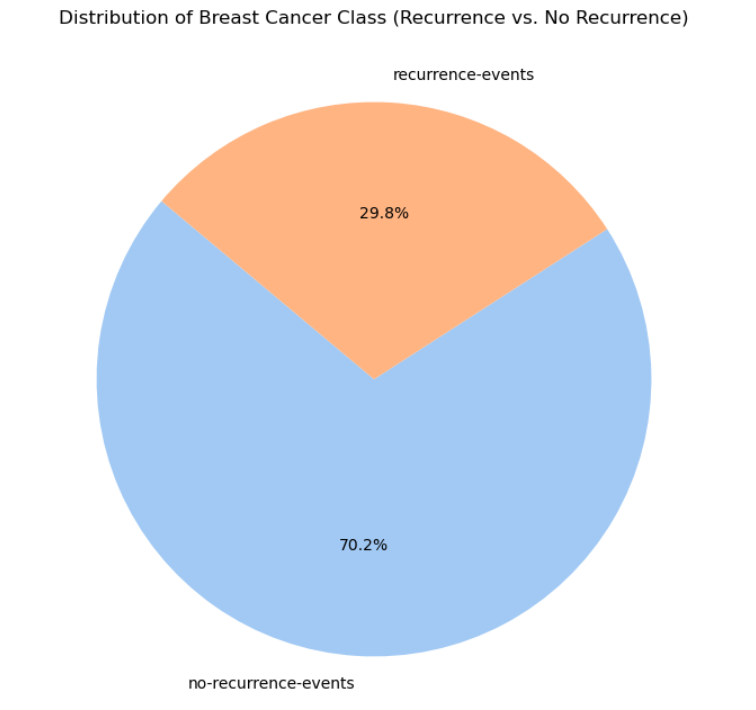 Distribution of Breast Cancer Class (Recurrence vs. No Recurrence)
recurrence-events
29.8%
70.2%
no-recurrence-events